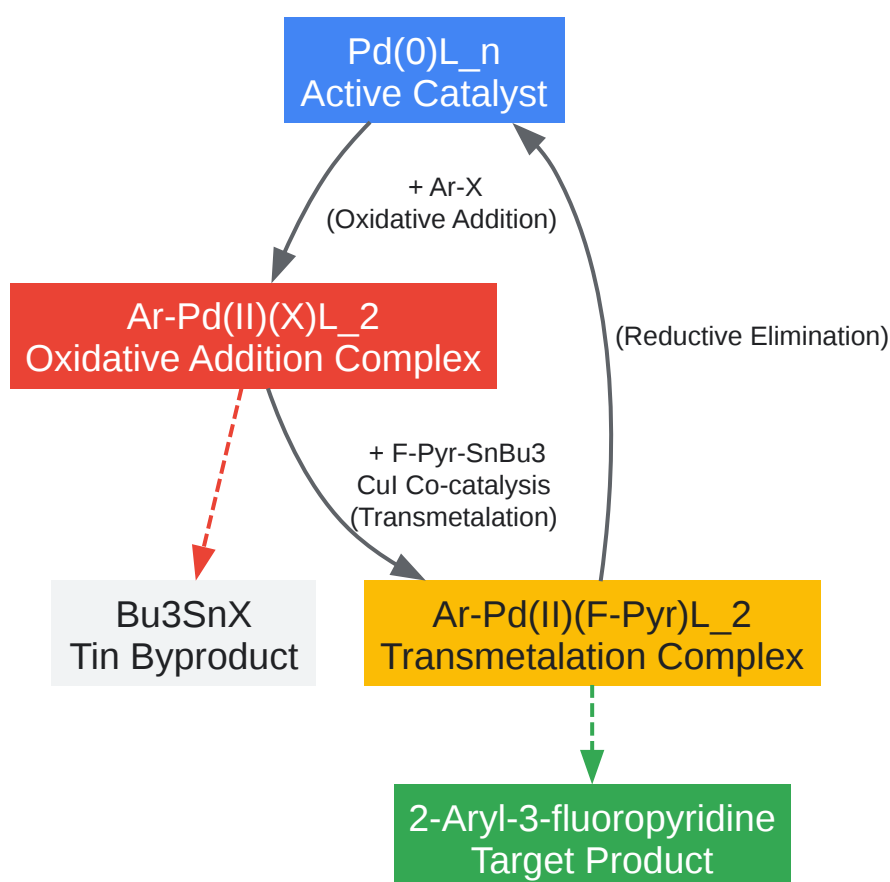 Pd(0)L_n
Active Catalyst
+ Ar-X
(Oxidative Addition)
Ar-Pd(II)(X)L_2
Oxidative Addition Complex
(Reductive Elimination)
+ F-Pyr-SnBu3
CuI Co-catalysis
(Transmetalation)
Bu3SnX
Tin Byproduct
Ar-Pd(II)(F-Pyr)L_2
Transmetalation Complex
2-Aryl-3-fluoropyridine
Target Product